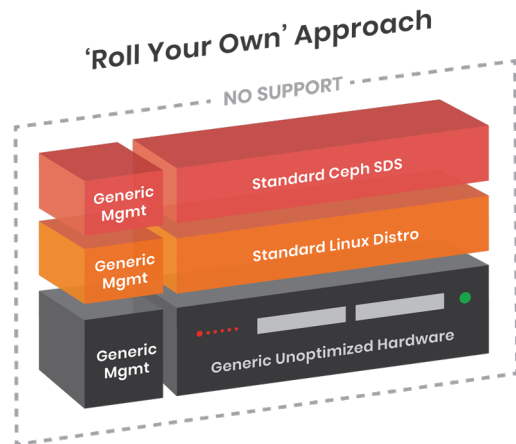 ‘Roll Your Own’ Approach
NO SUPPORT
Generic
Mgmt
Standard Ceph SDS
Generic
Mgmt
Standard Linux Distro
Generic
Mgmt
Generic Unoptimized Hardware